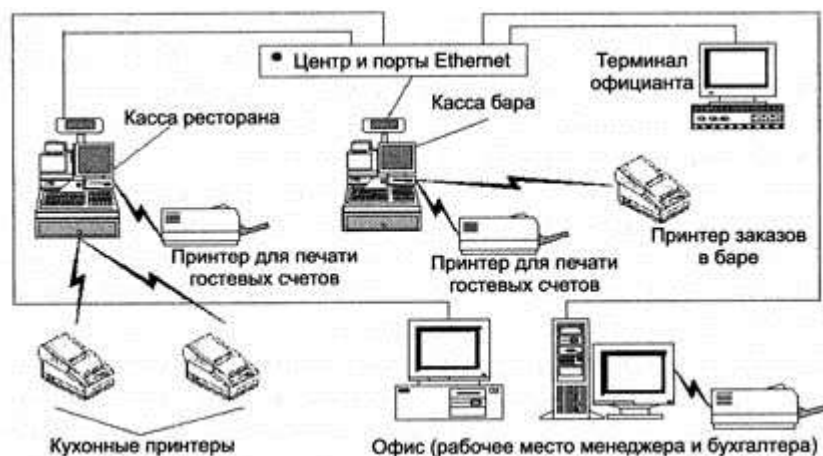 Центр и порты Ethernet
Терминал
официанта
Касса ресторана
Касса бара
Принтер для печати
гостевых счетов
Принтер для печати
гостевых счетов
Принтер заказов
в баре
Кухонные принтеры
Офис (рабочее место менеджера и бухгалтера)